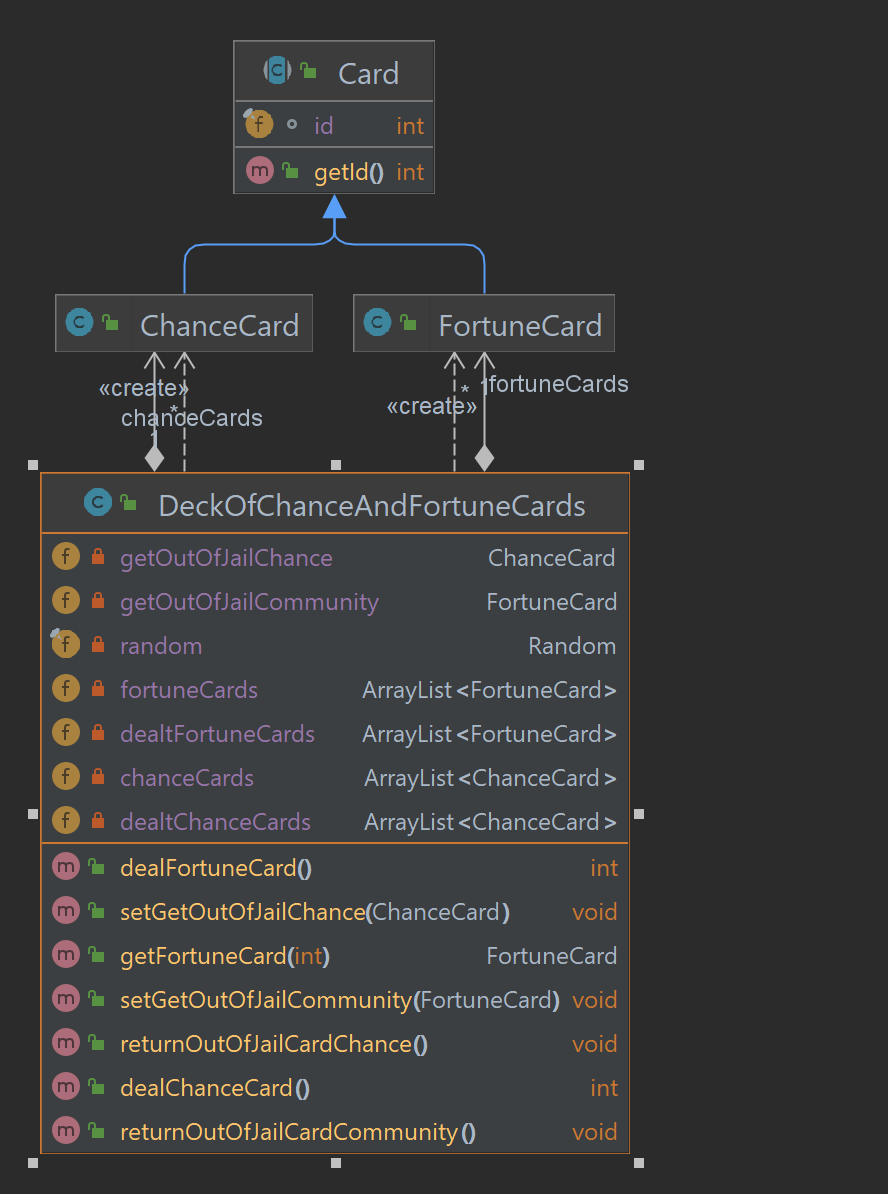 Card
id int
getId() int
ChanceCard FortuneCard
«create» * 1 fortuneCards
chanceCards * «create»
1
DeckOfChanceAndFortuneCards
getOutOfJailChance ChanceCard
getOutOfJailCommunity FortuneCard
random Random
fortuneCards ArrayList<FortuneCard>
dealtFortuneCards ArrayList<FortuneCard>
chanceCards ArrayList<ChanceCard>
dealtChanceCards ArrayList<ChanceCard>
dealFortuneCard() int
setGetOutOfJailChance(ChanceCard) void
getFortuneCard(int) FortuneCard
setGetOutOfJailCommunity(FortuneCard) void
returnOutOfJailCardChance() void
dealChanceCard() int
returnOutOfJailCardCommunity() void